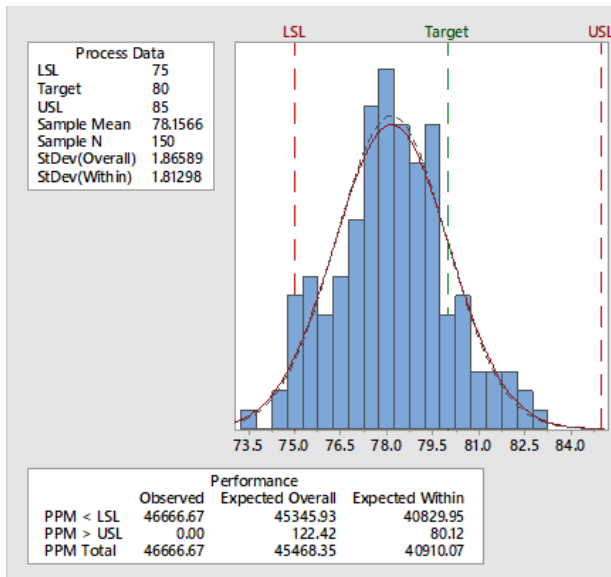 LSL Target USL
Process Data
LSL 75
Target 80
USL 85
Sample Mean 78.1566
Sample N 150
StDev(Overall) 1.86589
StDev(Within) 1.81298
73.5 75.0 76.5 78.0 79.5 81.0 82.5 84.0
Performance
Observed Expected Overall Expected Within
PPM < LSL 46666.67 45345.93 40829.95
PPM > USL 0.00 122.42 80.12
PPM Total 46666.67 45468.35 40910.07